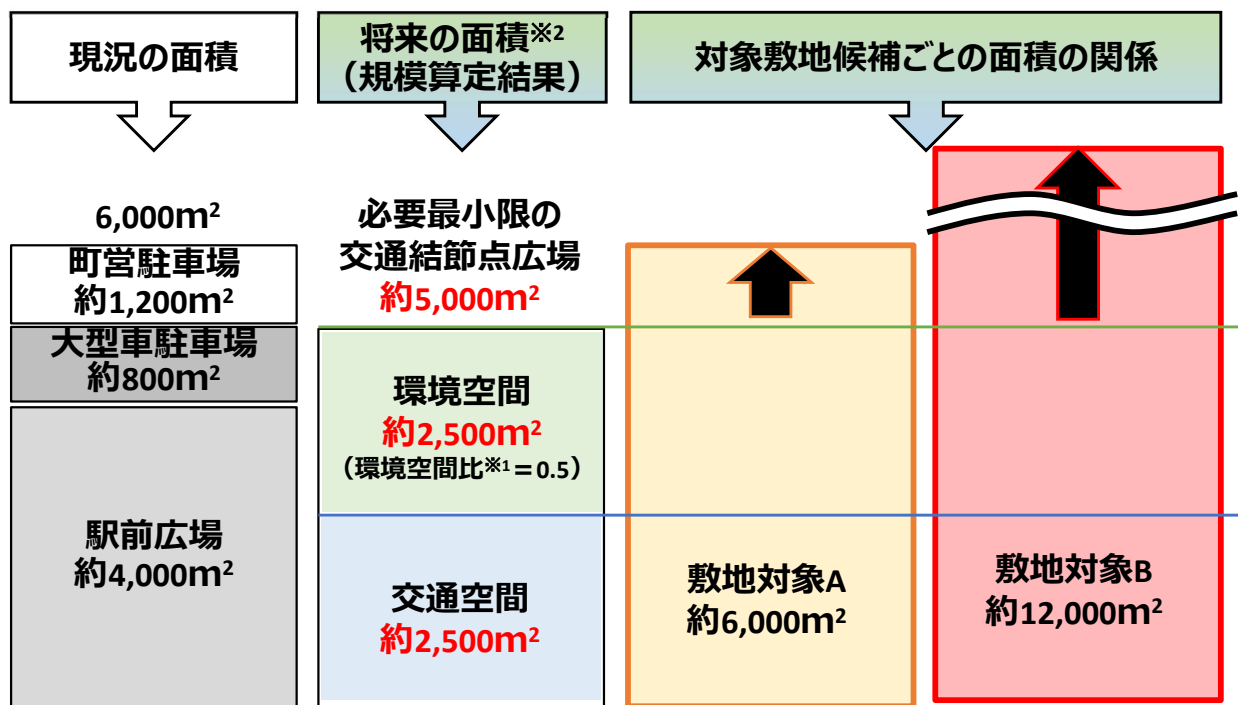 現況の面積
将来の面積※2
（規模算定結果）
対象敷地候補ごとの面積の関係
6,000m²
町営駐車場
約1,200m²
大型車駐車場
約800m²
駅前広場
約4,000m²
必要最小限の
交通結節点広場
約5,000m²
環境空間
約2,500m²
（環境空間比※1＝0.5）
交通空間
約2,500m²
敷地対象A
約6,000m²
敷地対象B
約12,000m²